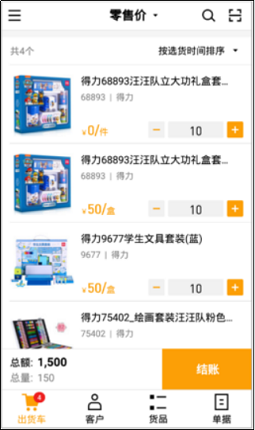 零售价
共4个
按选货时间排序
得力68893汪汪队立大功礼盒套...
68893 | 得力
¥0/件
- 10 +
得力68893汪汪队立大功礼盒套...
68893 | 得力
¥50/盒
- 10 +
得力9677学生文具套装(蓝)
9677 | 得力
¥50/盒
- 10 +
得力75402_绘画套装汪汪队粉色...
75402 | 得力
总额: 1,500
总量: 150
结账
4
出货车
客户
货品
单据